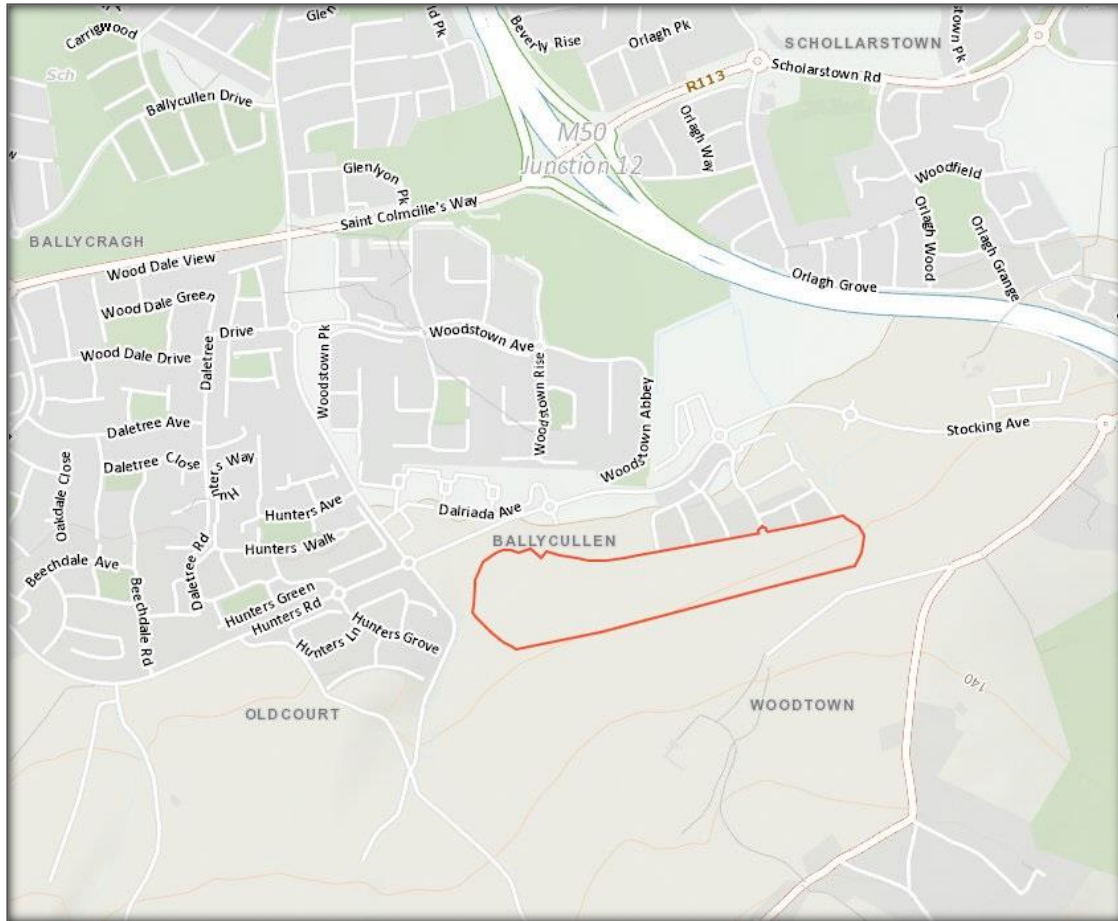 Carrigwood
Glen
ld Pk
Beverly Rise
Orlagh Pk
SCHOLLARSTOWN
stown Pk
Sch
Ballycullen Drive
R113
Scholarstown Rd
M50
Junction 12
Orlagh Way
Glenlyon Pk
Woodfield
Saint Colmcille's Way
BALLYCRAGH
Wood Dale View
Orlagh Wood
Orlagh Grange
Orlagh Grove
Wood Dale Green
Drive
Woodstown Ave
Wood Dale Drive
Daletree
Woodstown Pk
Woodstown Rise
Woodstown Abbey
Daletree Ave
Stocking Ave
Oakdale Close
Daletree Close
Hunters Way
Hunters Ave
Dalriada Ave
BALLYCULLEN
Hunters Walk
Beechdale Ave
Daletree Rd
Beechdale Rd
Hunters Green
Hunters Rd
Hunters Ln
Hunters Grove
140
OLDCOURT
WOODTOWN